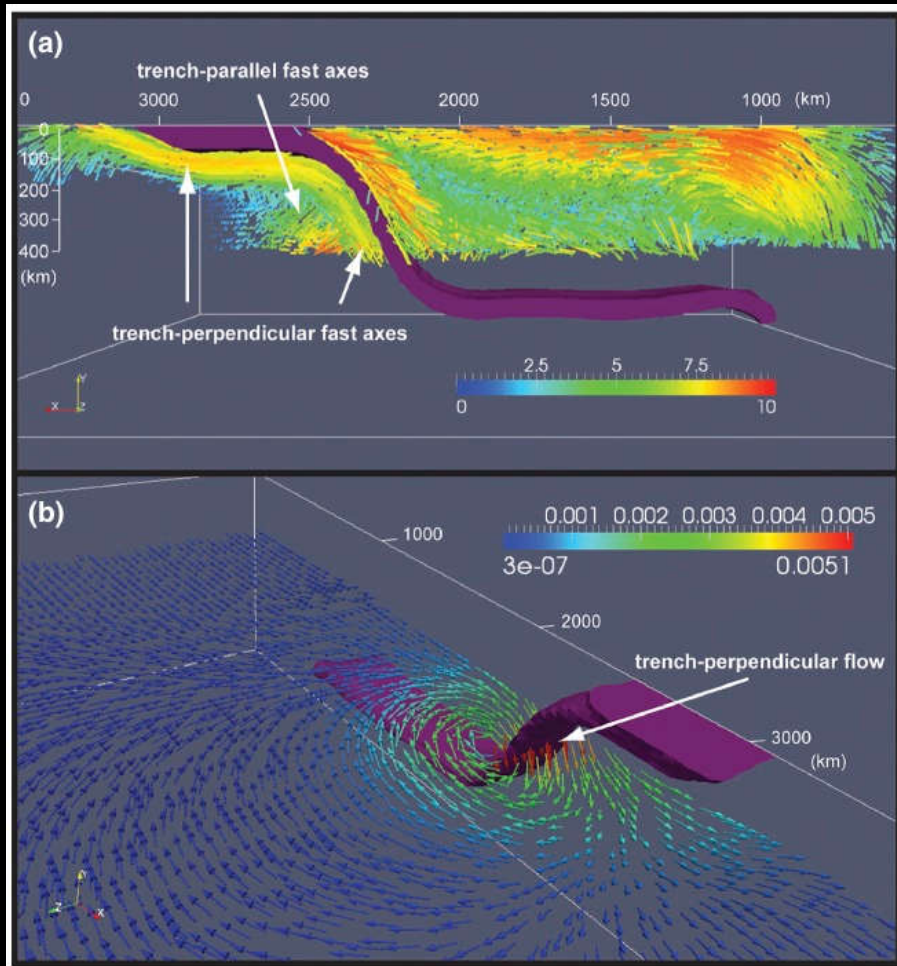 (a)
trench-parallel fast axes
0 3000 2500 2000 1500 1000 (km)
0
100
200
300
400
(km)
trench-perpendicular fast axes
2.5 5 7.5
0 10
Y
X Z
(b)
0.001 0.002 0.003 0.004 0.005
3e-07 0.0051
1000
2000
trench-perpendicular flow
3000
(km)
Y
Z X